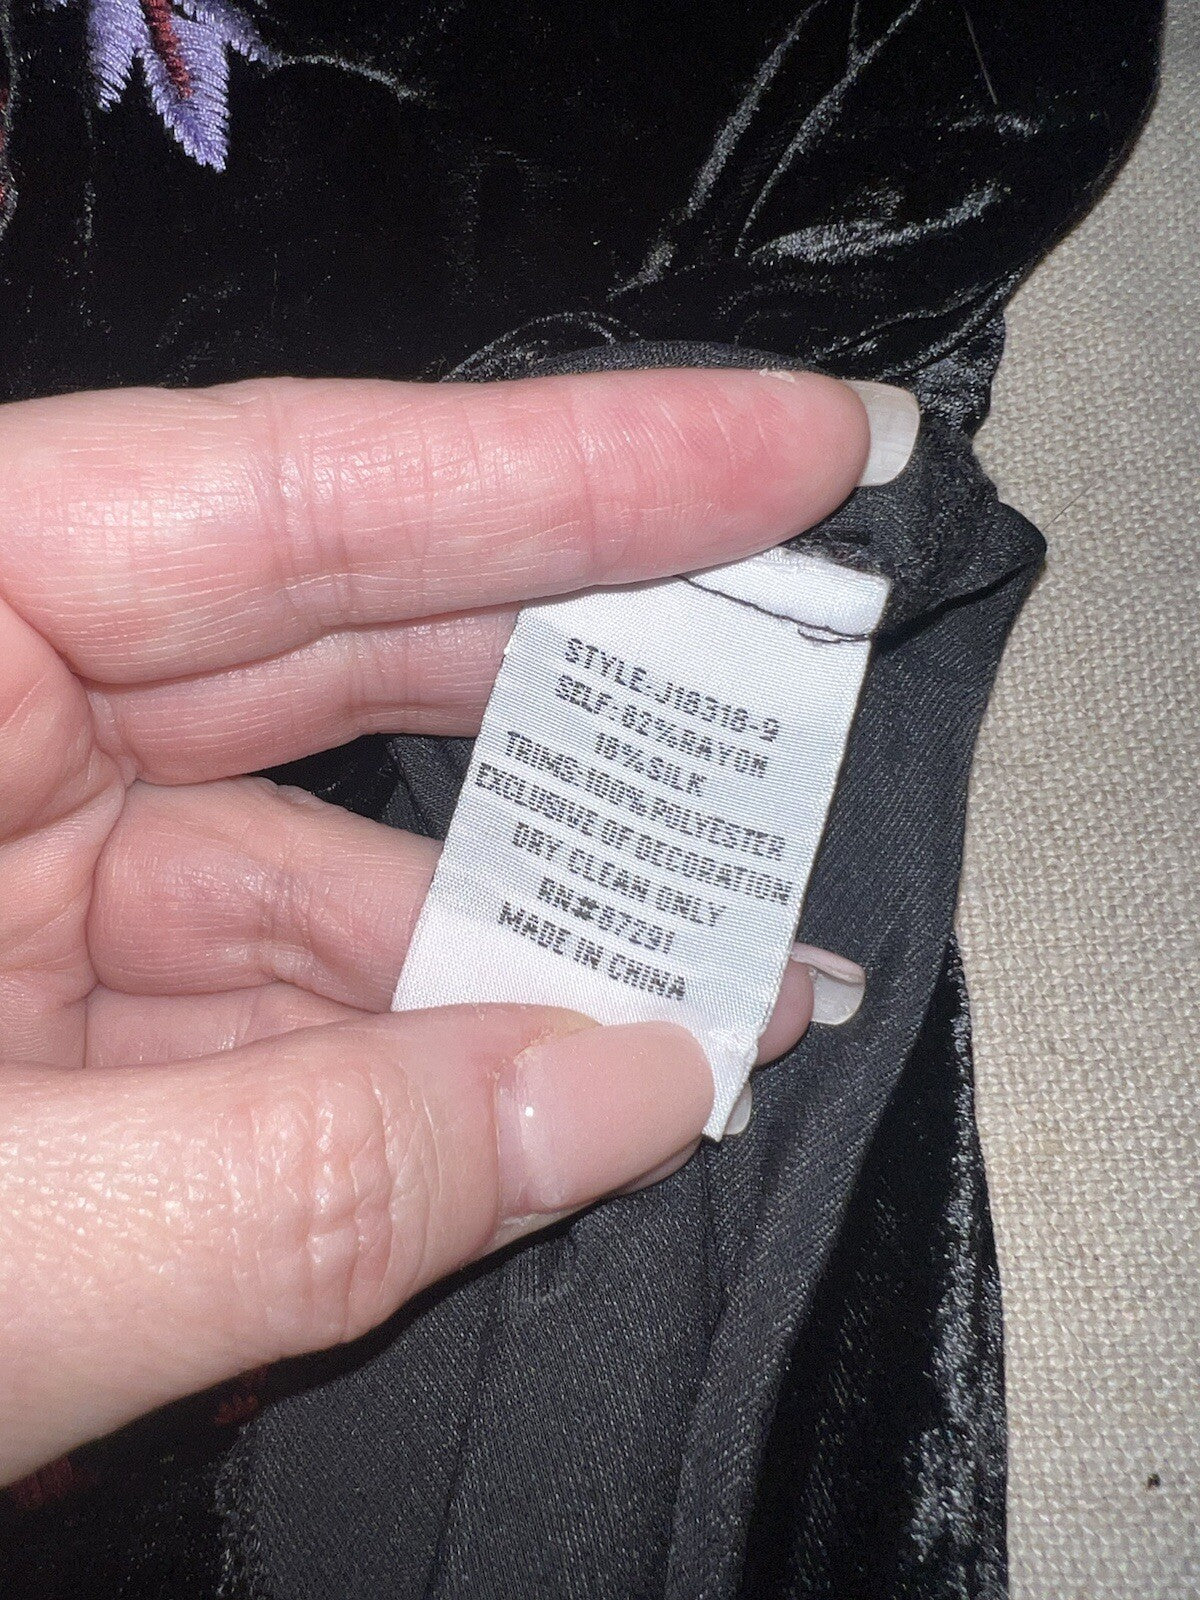 STYLE:J18318-9
SELF:82%RAYON
18%SILK
TRIMS:100% POLYESTER
EXCLUSIVE OF DECORATION
DRY CLEAN ONLY
RN#97291
MADE IN CHINA